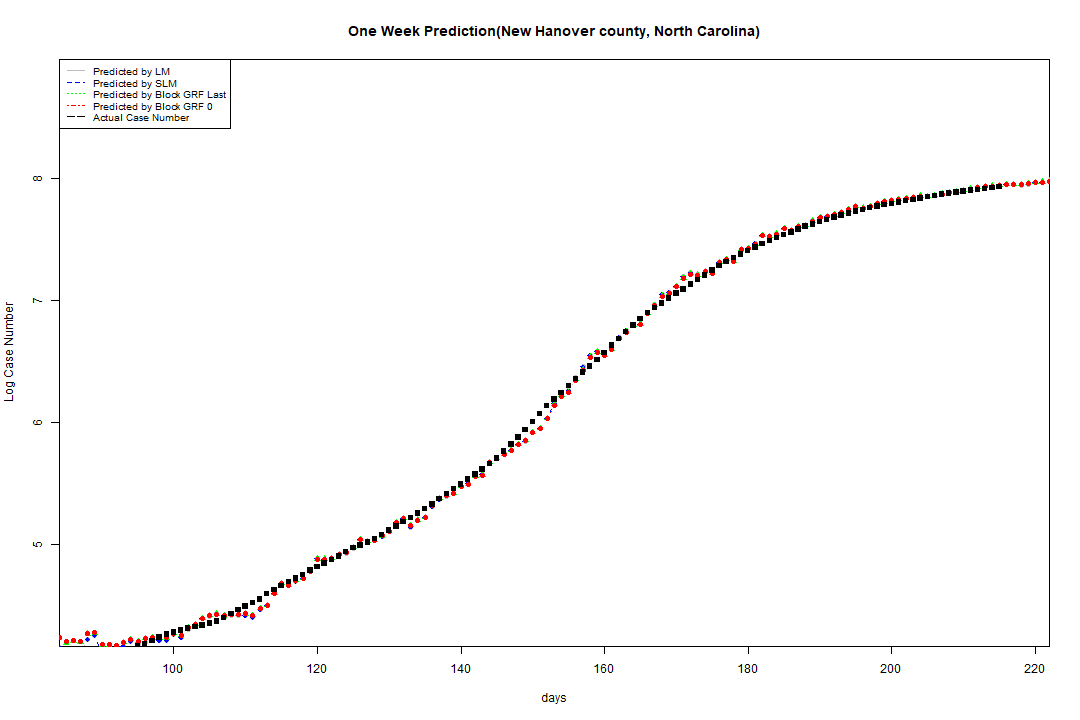 One Week Prediction(New Hanover county, North Carolina)
Predicted by LM
Predicted by SLM
Predicted by Block GRF Last
Predicted by Block GRF 0
Actual Case Number
8
7
6
5
Log Case Number
100 120 140 160 180 200 220
days